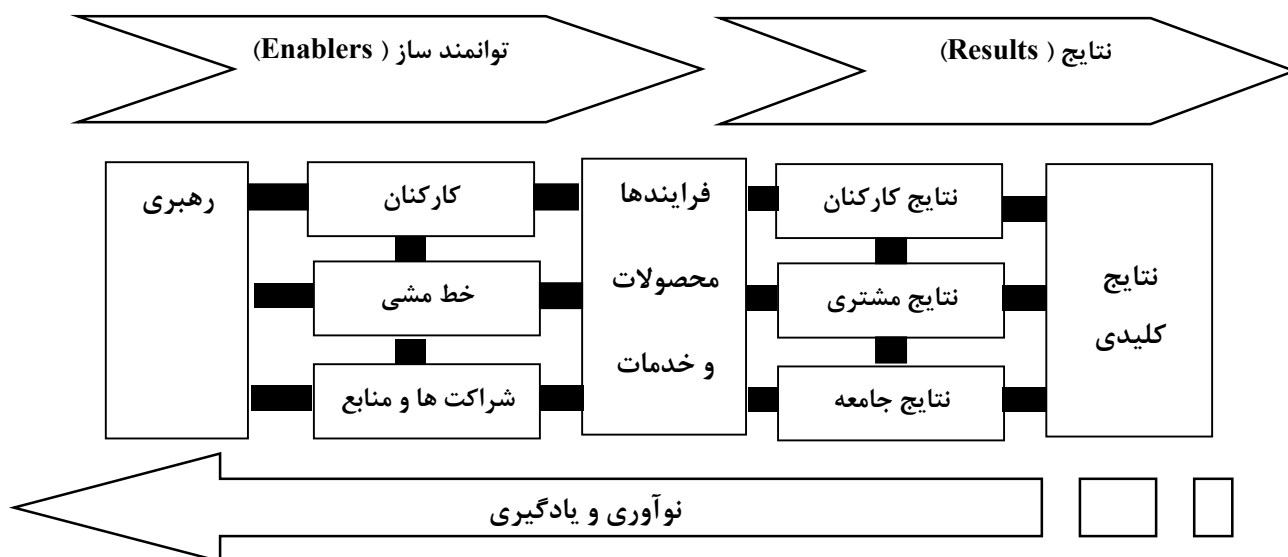 توانمند ساز ( Enablers)
نتایج ( Results)
رهبری
کارکنان
خط مشی
شراکت ها و منابع
فرایندها
محصولات
و خدمات
نتایج کارکنان
نتایج مشتری
نتایج جامعه
نتایج
کلیدی
نوآوری و یادگیری